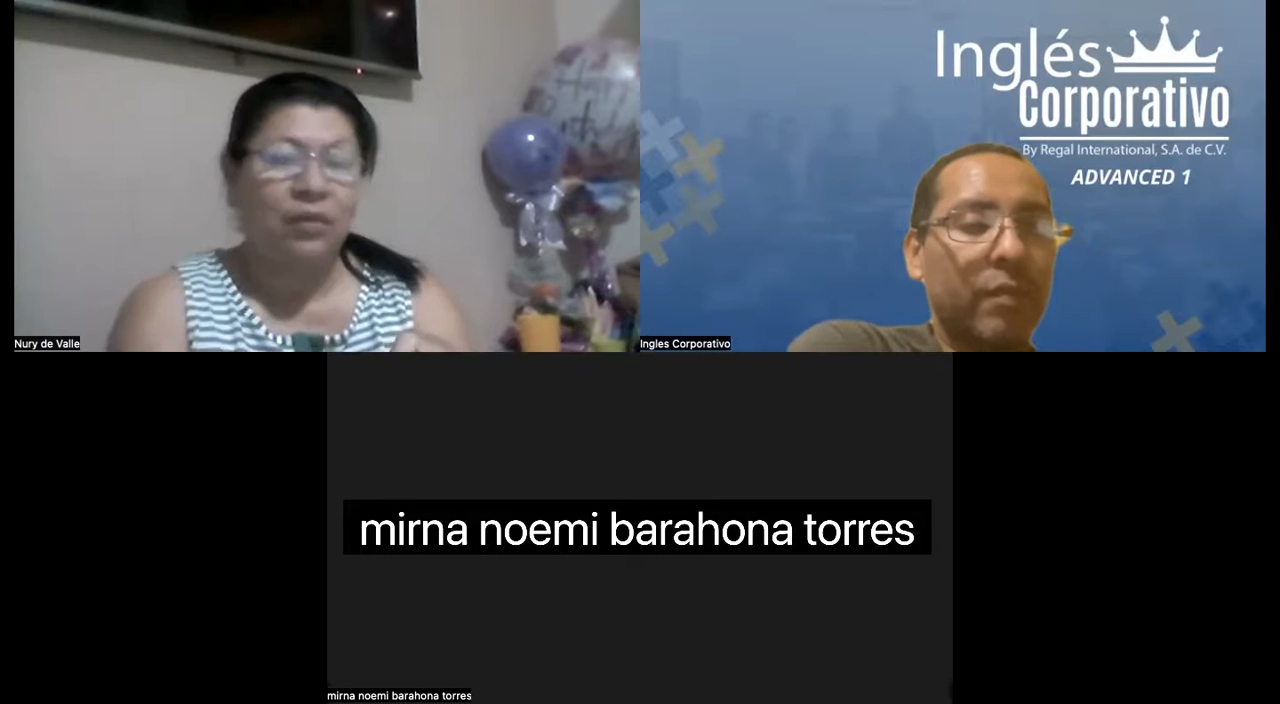 Inglés
Corporativo
By Regal International, S.A. de C.V.
ADVANCED 1
Nury de Valle
Ingles Corporativo
mirna noemi barahona torres
mirna noemi barahona torres